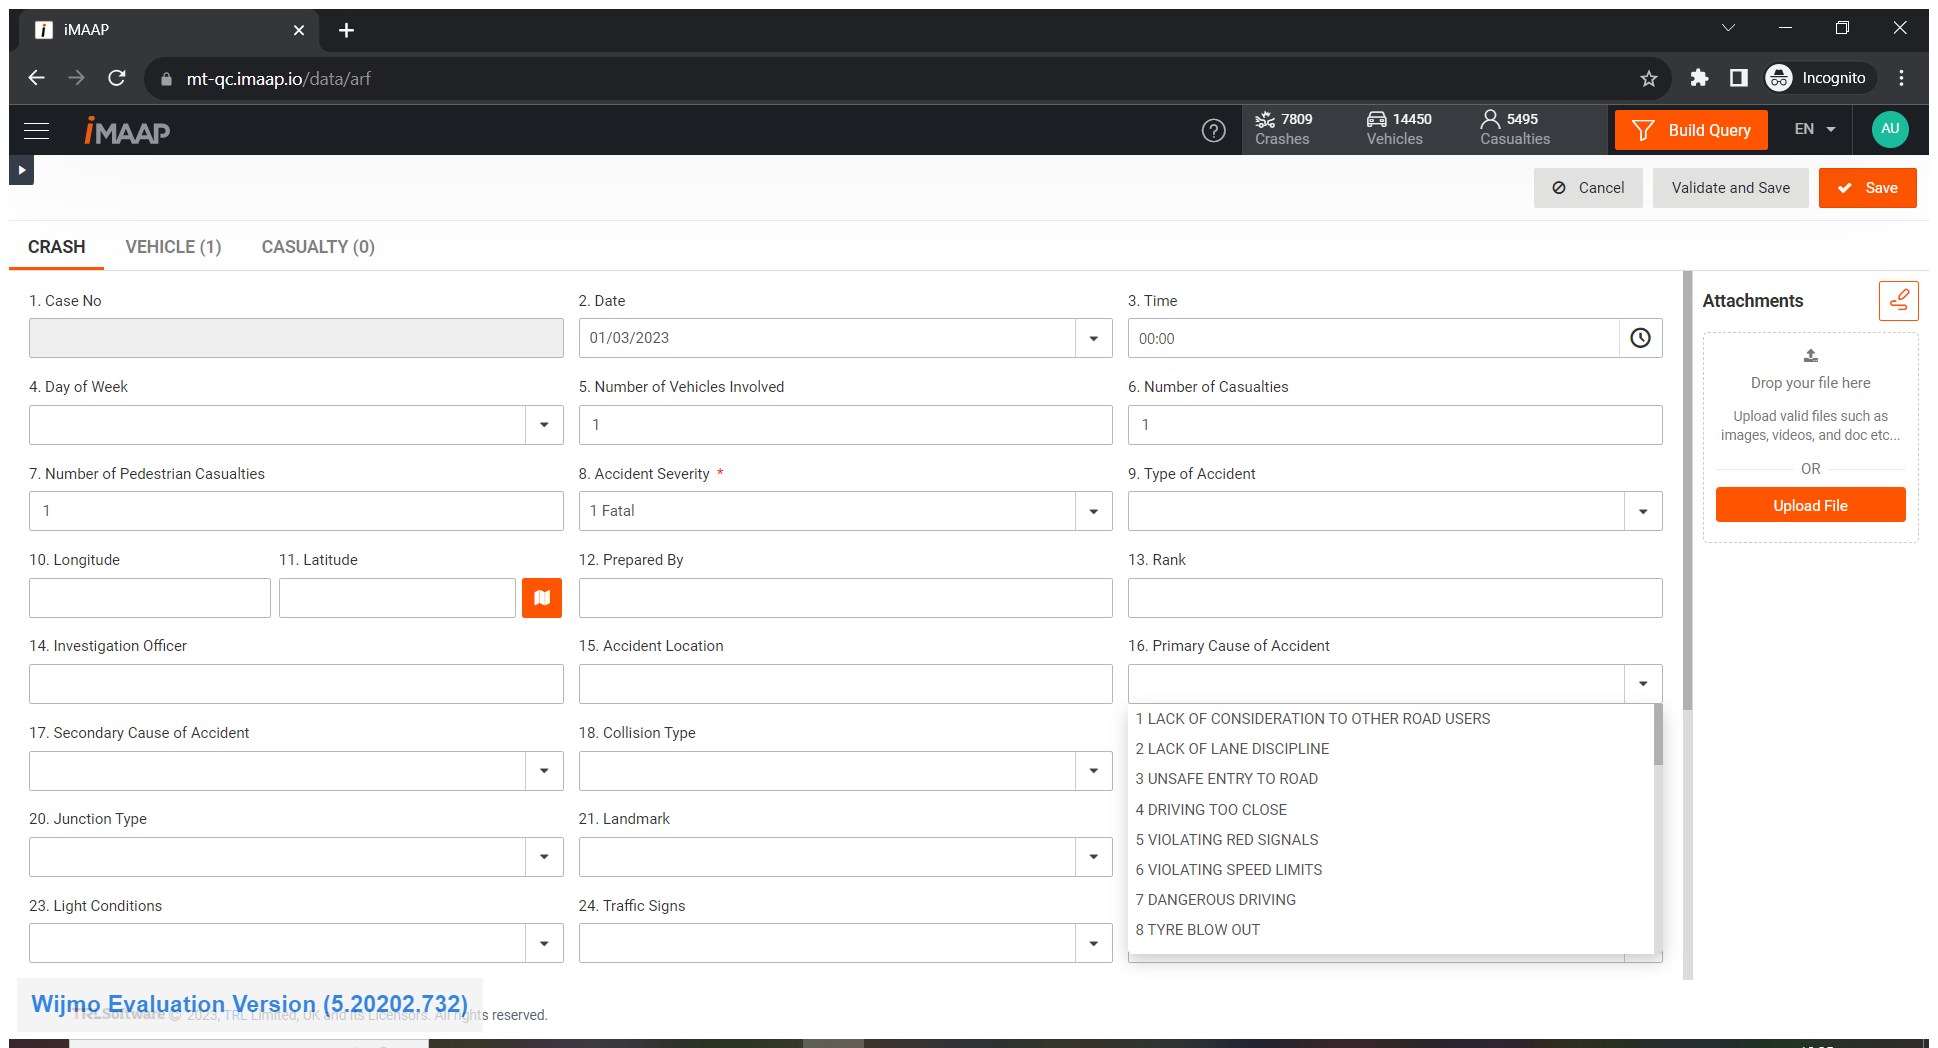 iMAAP
mt-qc.imaap.io/data/arf
Incognito
iMAAP
7809
Crashes
14450
Vehicles
5495
Casualties
Build Query
EN
AU
Cancel
Validate and Save
Save
CRASH
VEHICLE (1)
CASUALTY (0)
1. Case No
2. Date
3. Time
01/03/2023
00:00
4. Day of Week
5. Number of Vehicles Involved
6. Number of Casualties
1
1
7. Number of Pedestrian Casualties
8. Accident Severity *
9. Type of Accident
1
1 Fatal
10. Longitude
11. Latitude
12. Prepared By
13. Rank
14. Investigation Officer
15. Accident Location
16. Primary Cause of Accident
17. Secondary Cause of Accident
18. Collision Type
1 LACK OF CONSIDERATION TO OTHER ROAD USERS
2 LACK OF LANE DISCIPLINE
3 UNSAFE ENTRY TO ROAD
4 DRIVING TOO CLOSE
5 VIOLATING RED SIGNALS
6 VIOLATING SPEED LIMITS
7 DANGEROUS DRIVING
8 TYRE BLOW OUT
20. Junction Type
21. Landmark
23. Light Conditions
24. Traffic Signs
Attachments
Drop your file here
Upload valid files such as
images, videos, and doc etc...
OR
Upload File
Wijmo Evaluation Version (5.20202.732)
TRLSoftware © 2023, TRL Limited, UK and its Licensors. All rights reserved.